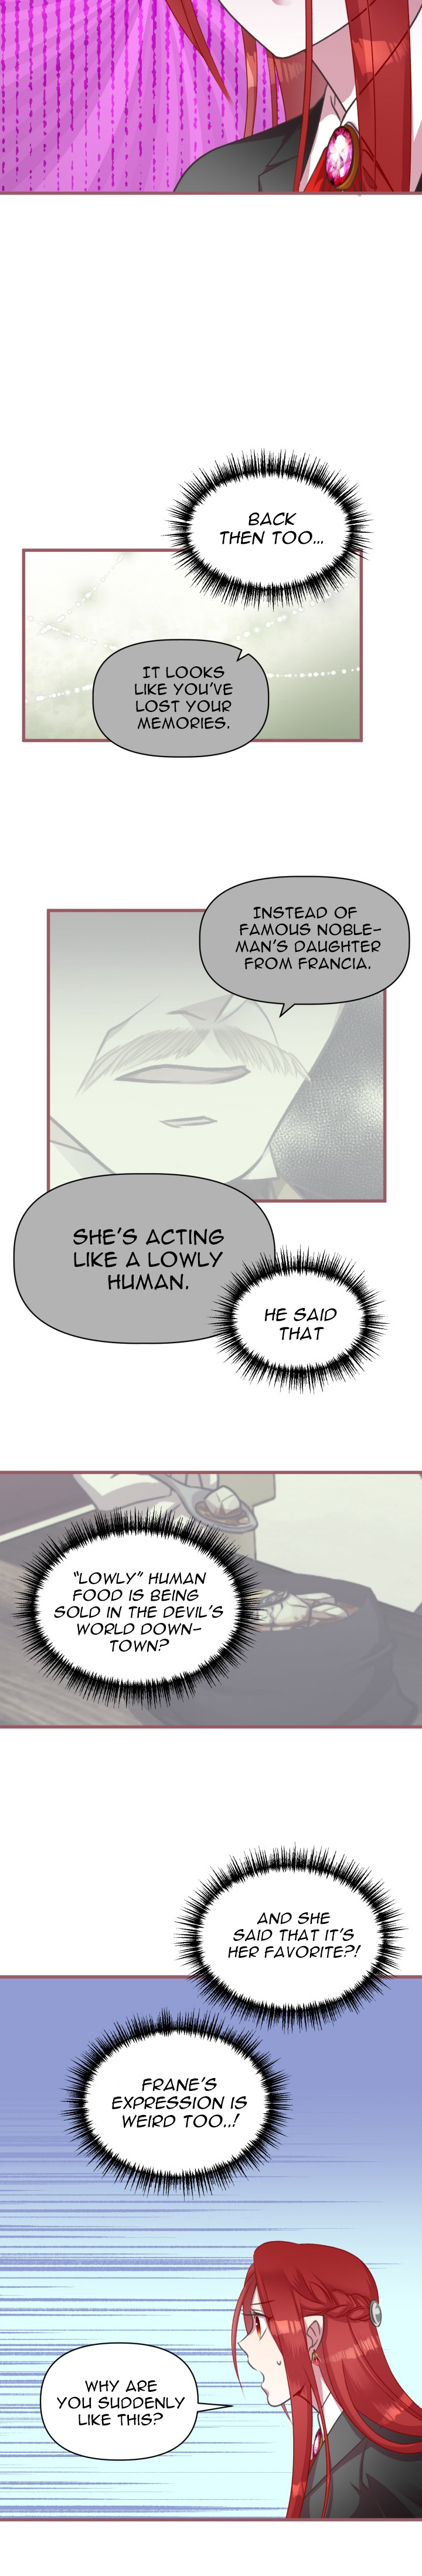 BACK
THEN TOO...
IT LOOKS
LIKE YOU'VE
LOST YOUR
MEMORIES.
INSTEAD OF
FAMOUS NOBLE-
MAN'S DAUGHTER
FROM FRANCIA.
SHE'S ACTING
LIKE A LOWLY
HUMAN.
HE SAID
THAT
"LOWLY" HUMAN
FOOD IS BEING
SOLD IN THE DEVIL'S
WORLD DOWN-
TOWN?
AND SHE
SAID THAT IT'S
HER FAVORITE?!
FRANE'S
EXPRESSION IS
WEIRD TOO..!
WHY ARE
YOU SUDDENLY
LIKE THIS?